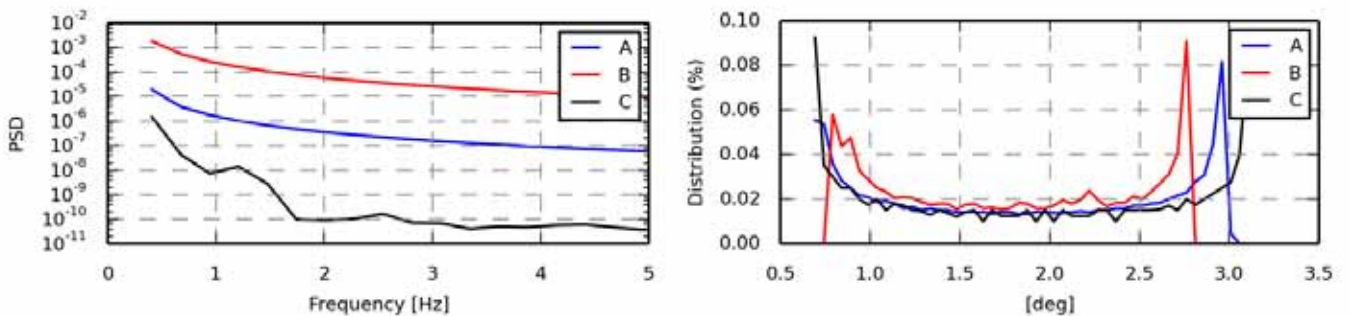 10⁻²
10⁻³
10⁻⁴
10⁻⁵
10⁻⁶
10⁻⁷
10⁻⁸
10⁻⁹
10⁻¹⁰
10⁻¹¹
PSD
A
B
C
0 1 2 3 4 5
Frequency [Hz]
0.10
0.08
0.06
0.04
0.02
0.00
Distribution (%)
A
B
C
0.5 1.0 1.5 2.0 2.5 3.0 3.5
[deg]